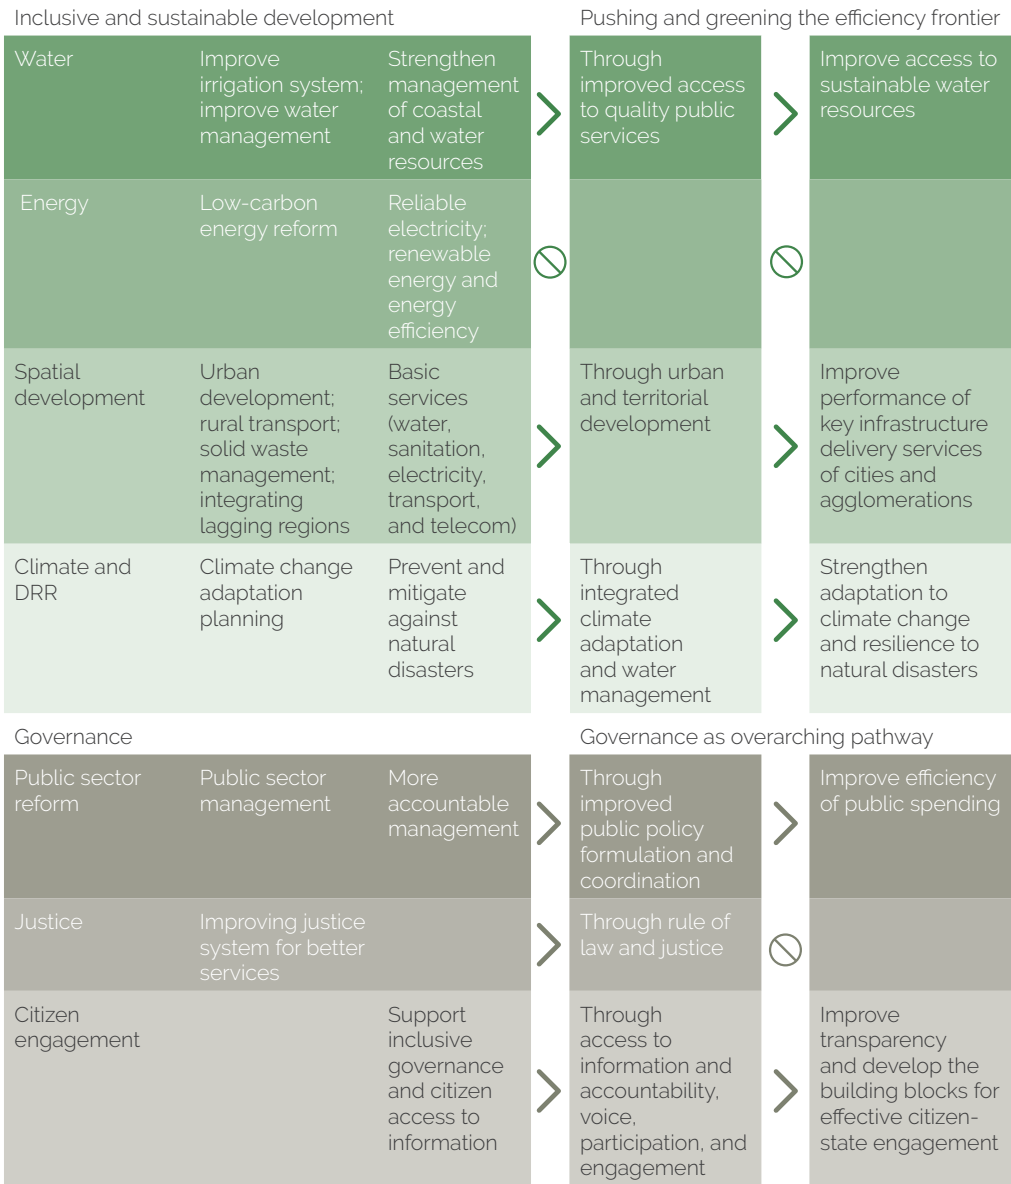 Inclusive and sustainable development
Pushing and greening the efficiency frontier
Water
Improve
irrigation system;
improve water
management
Strengthen
management
of coastal
and water
resources
Through
improved access
to quality public
services
Improve access to
sustainable water
resources
Energy
Low-carbon
energy reform
Reliable
electricity;
renewable
energy and
energy
efficiency
Spatial
development
Urban
development;
rural transport;
solid waste
management;
integrating
lagging regions
Basic
services
(water,
sanitation,
electricity,
transport,
and telecom)
Through urban
and territorial
development
Improve
performance of
key infrastructure
delivery services
of cities and
agglomerations
Climate and
DRR
Climate change
adaptation
planning
Prevent and
mitigate
against
natural
disasters
Through
integrated
climate
adaptation
and water
management
Strengthen
adaptation to
climate change
and resilience to
natural disasters
Governance
Governance as overarching pathway
Public sector
reform
Public sector
management
More
accountable
management
Through
improved
public policy
formulation and
coordination
Improve efficiency
of public spending
Justice
Improving justice
system for better
services
Through rule of
law and justice
Citizen
engagement
Support
inclusive
governance
and citizen
access to
information
Through
access to
information and
accountability,
voice,
participation, and
engagement
Improve
transparency
and develop the
building blocks for
effective citizen-
state engagement